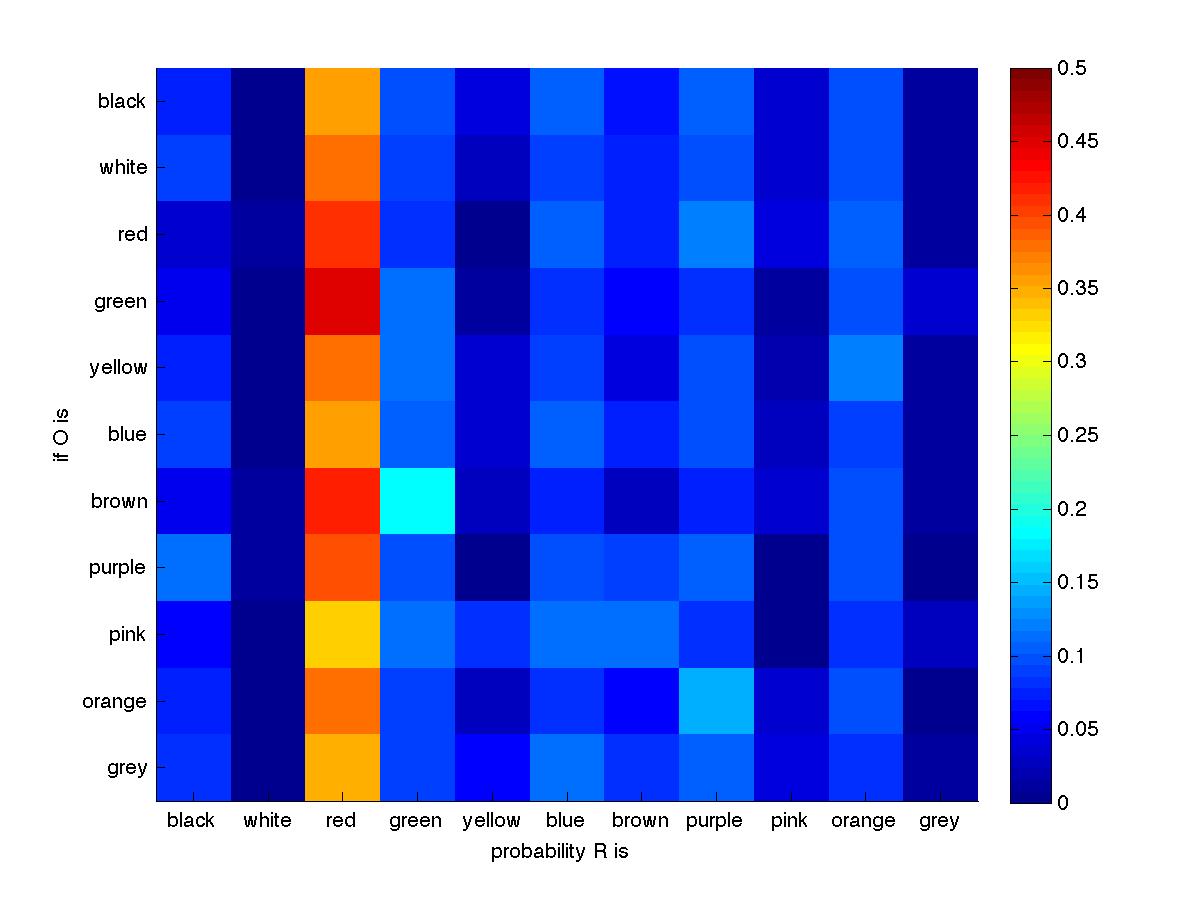 black
white
red
green
yellow
blue
brown
purple
pink
orange
grey
if O is
black white red green yellow blue brown purple pink orange grey
probability R is
0.5
0.45
0.4
0.35
0.3
0.25
0.2
0.15
0.1
0.05
0